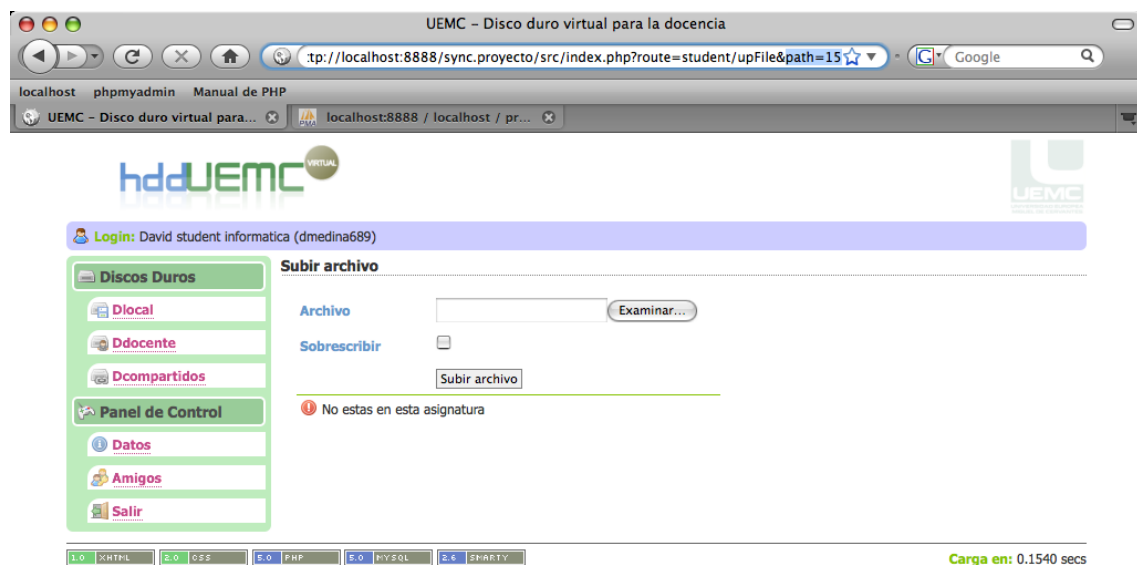 UEMC – Disco duro virtual para la docencia
:tp://localhost:8888/sync.proyecto/src/index.php?route=student/upFile&path=15
G Google
localhost phpmyadmin Manual de PHP
UEMC – Disco duro virtual para...
PMA localhost:8888 / localhost / pr...
hddUEMC VIRTUAL
UEMC
Login: David student informatica (dmedina689)
Discos Duros
Dlocal
Ddocente
Dcompartidos
Panel de Control
Datos
Amigos
Salir
Subir archivo
Archivo Examinar...
Sobrescribir
Subir archivo
No estas en esta asignatura
1.0 XHTML 2.0 CSS 5.0 PHP 5.0 MYSQL 2.6 SMARTY
Carga en: 0.1540 secs